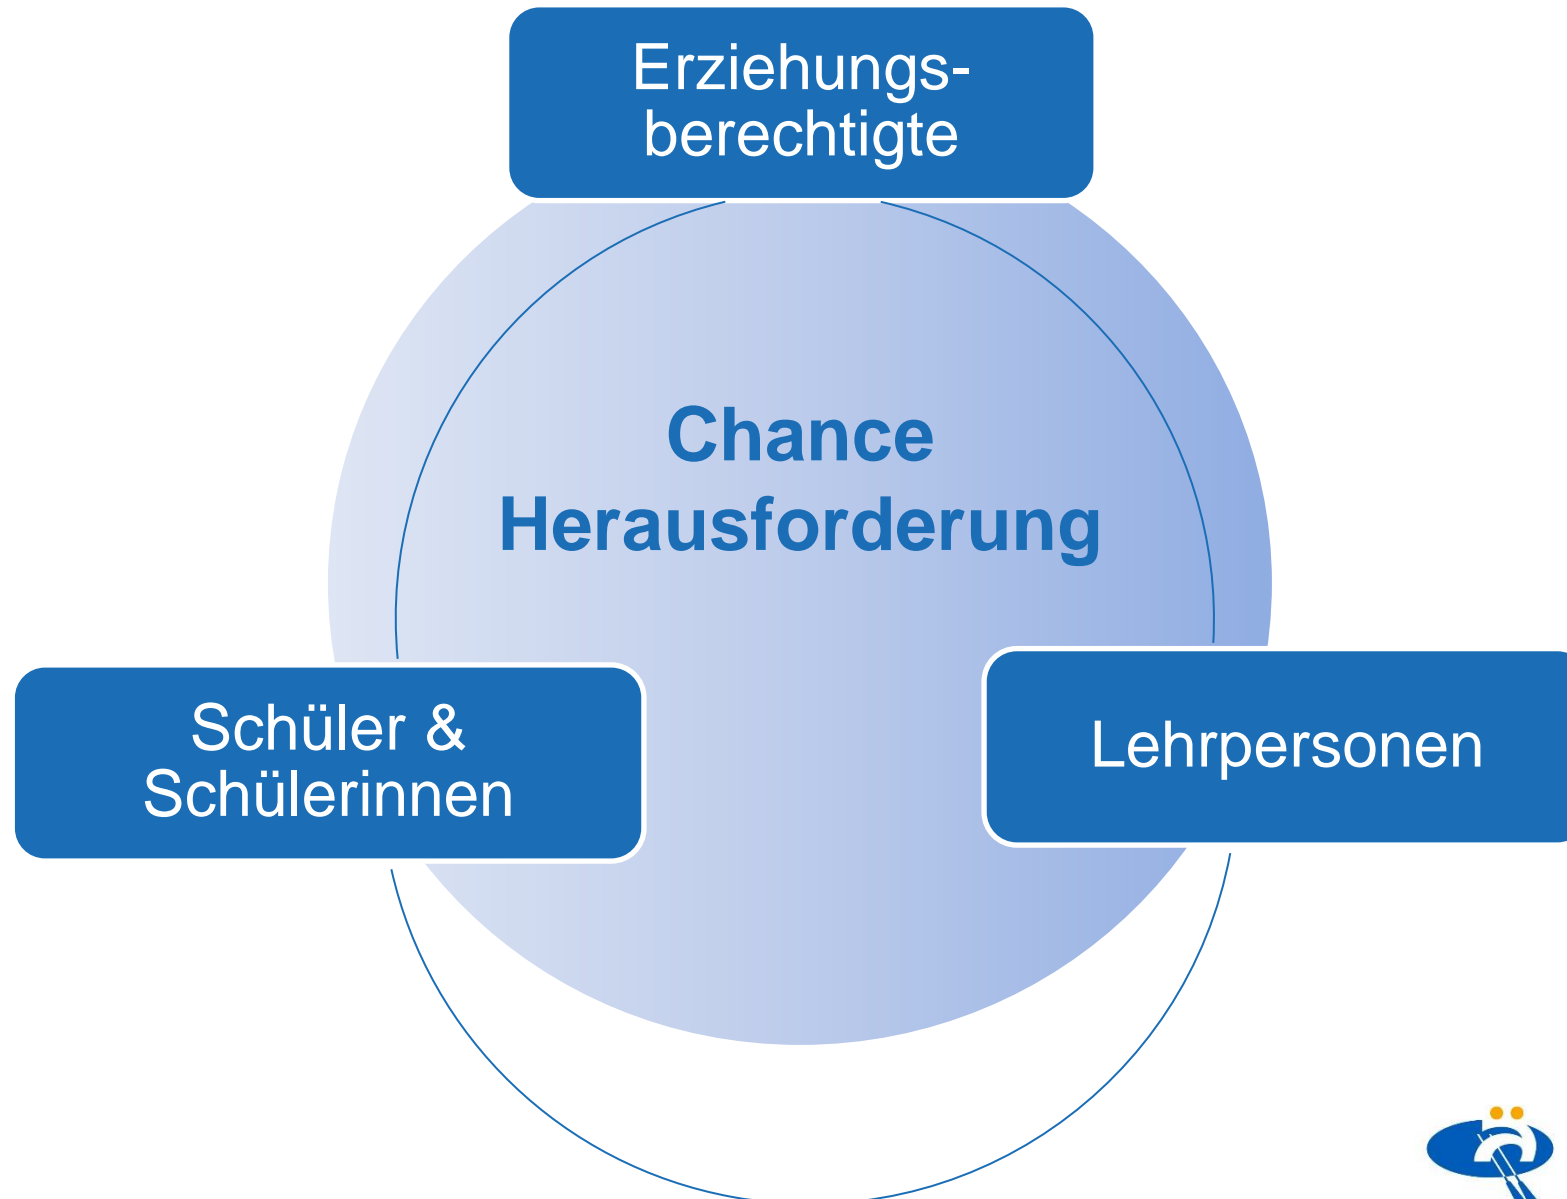 Erziehungs-
berechtigte
Chance
Herausforderung
Schüler &
Schülerinnen
Lehrpersonen